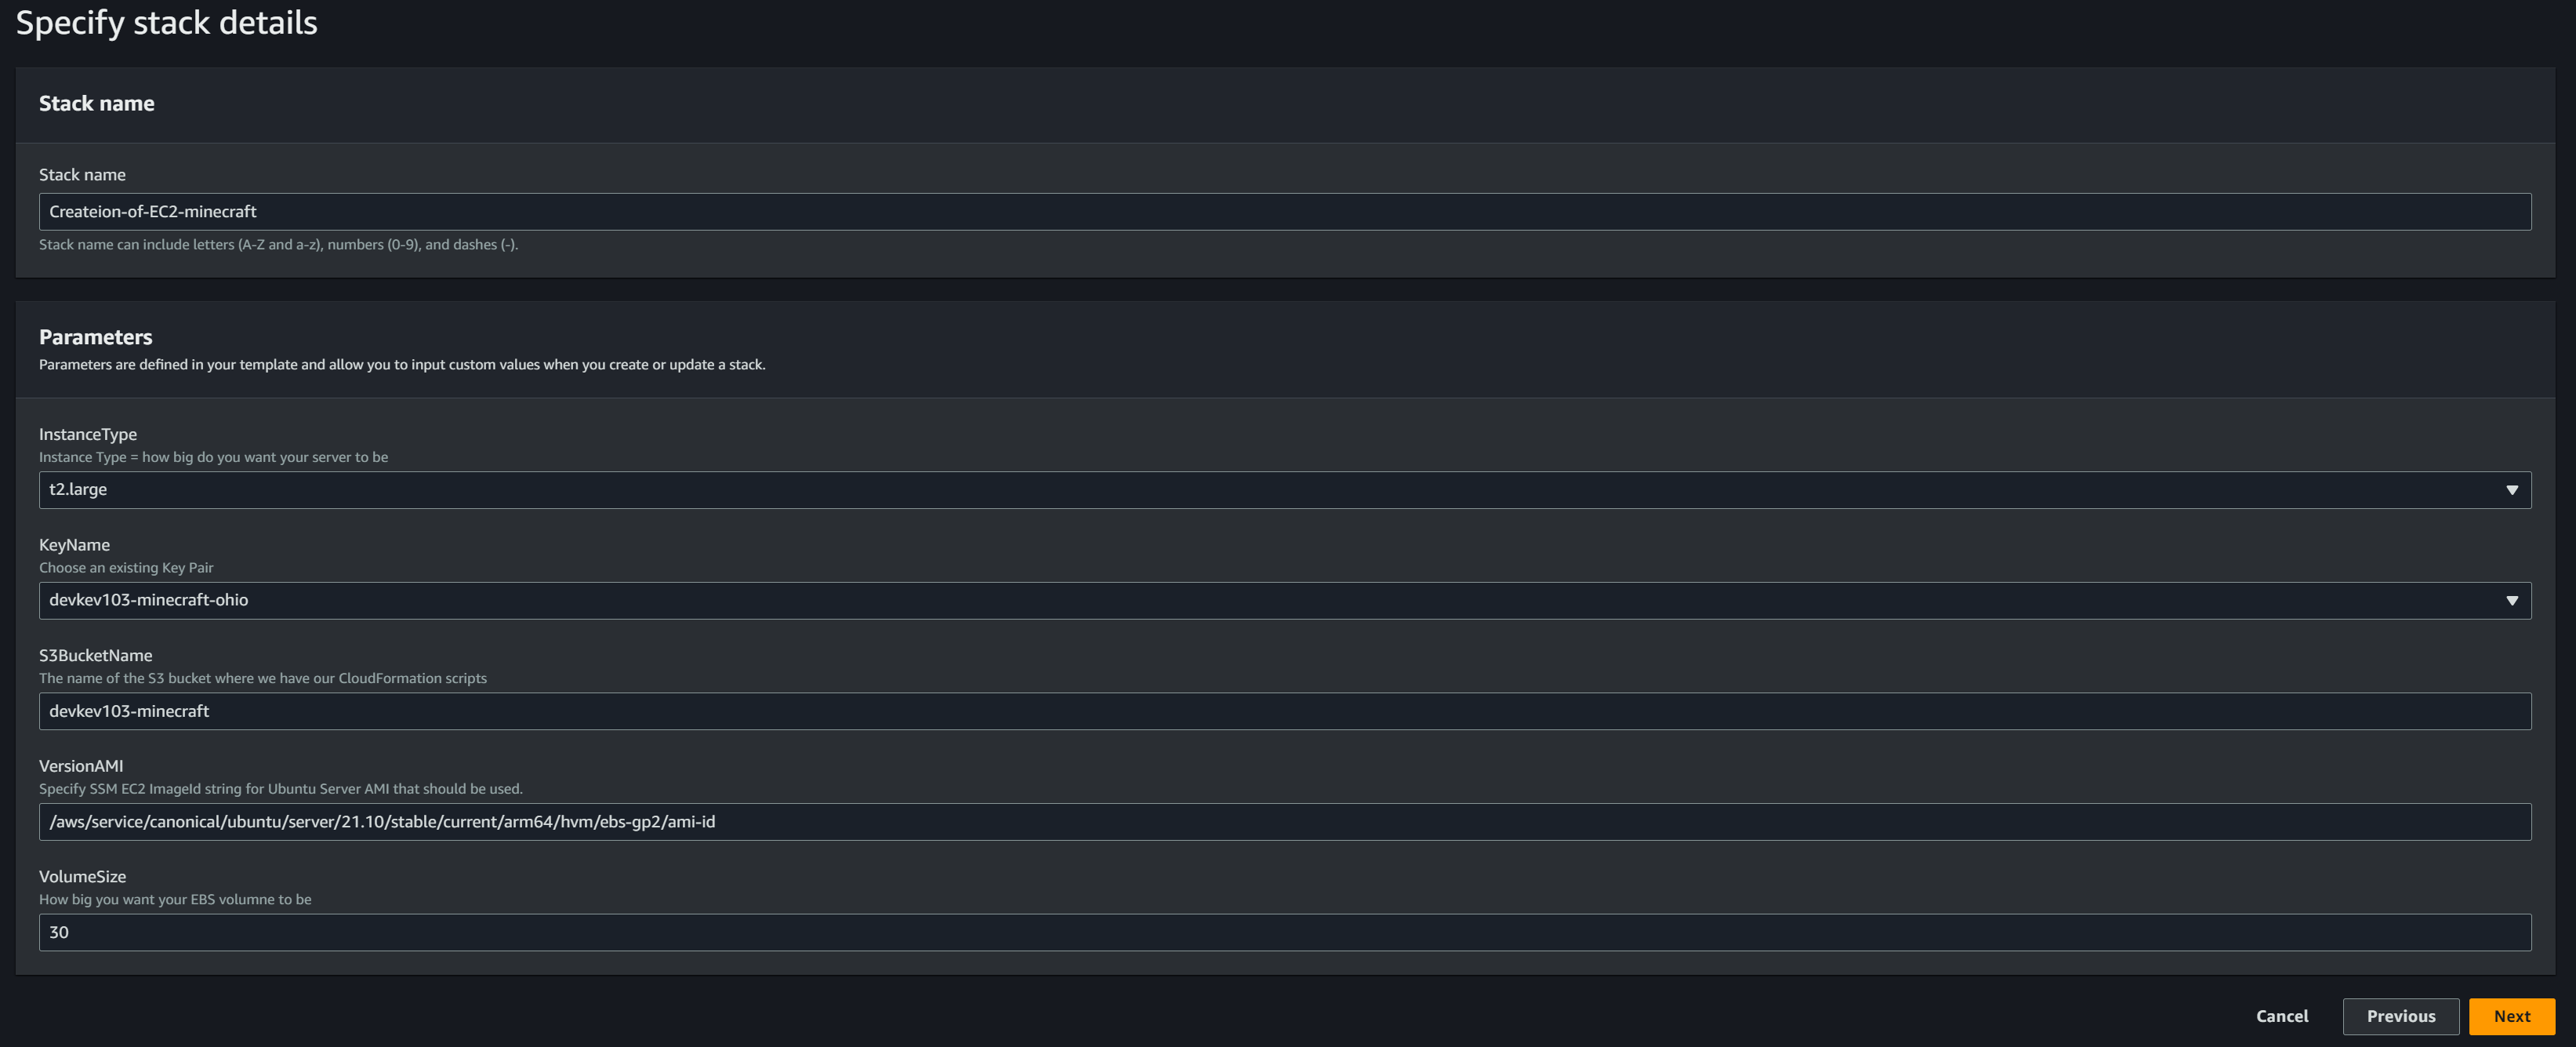 Specify stack details
Stack name
Stack name
Createion-of-EC2-minecraft
Stack name can include letters (A-Z and a-z), numbers (0-9), and dashes (-).
Parameters
Parameters are defined in your template and allow you to input custom values when you create or update a stack.
InstanceType
Instance Type = how big do you want your server to be
t2.large
KeyName
Choose an existing Key Pair
devkev103-minecraft-ohio
S3BucketName
The name of the S3 bucket where we have our CloudFormation scripts
devkev103-minecraft
VersionAMI
Specify SSM EC2 ImageId string for Ubuntu Server AMI that should be used.
/aws/service/canonical/ubuntu/server/21.10/stable/current/arm64/hvm/ebs-gp2/ami-id
VolumeSize
How big you want your EBS volumne to be
30
Cancel Previous Next